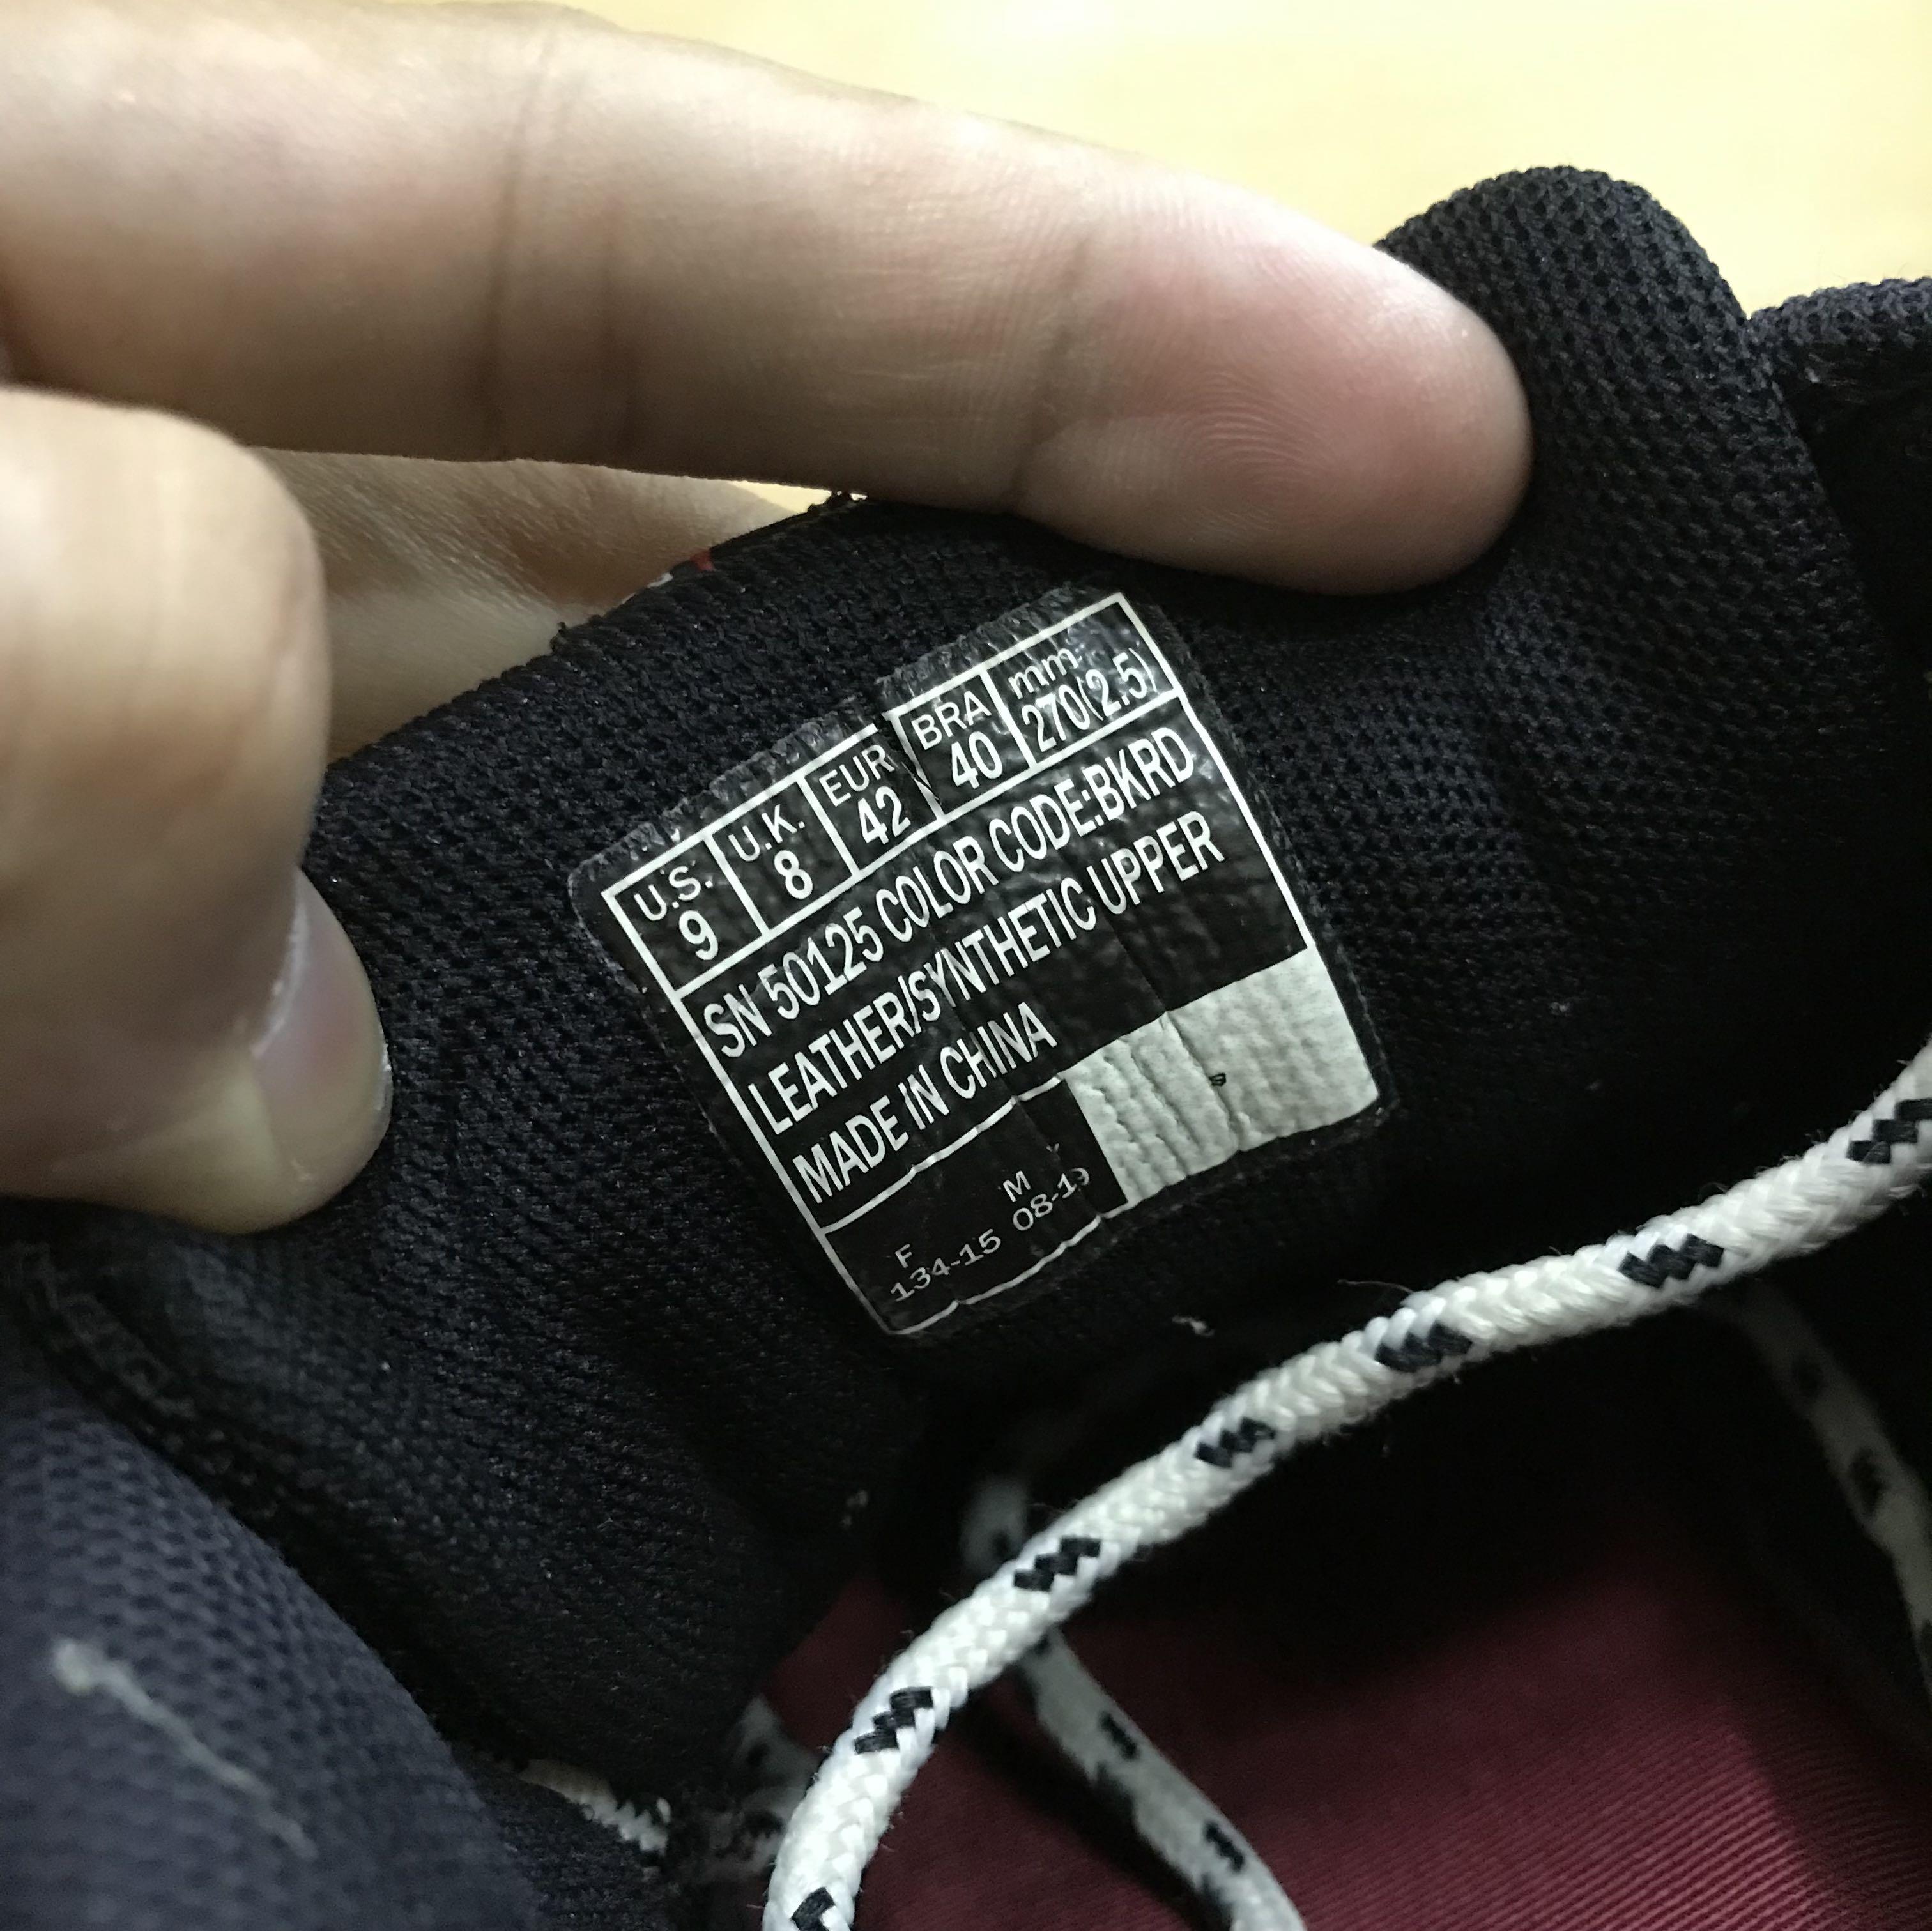 U.S. U.K. EUR BRA mm
9 8 42 40 270(2.5)
SN 50125 COLOR CODE:BKRD
LEATHER/SYNTHETIC UPPER
MADE IN CHINA
F M
134-15 08-19